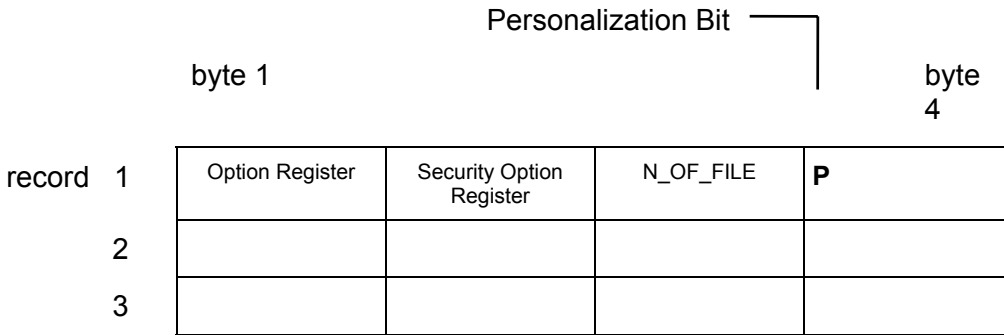 Personalization Bit
byte 1
byte
4
record 1
Option Register
Security Option
Register
N_OF_FILE
P
2
3